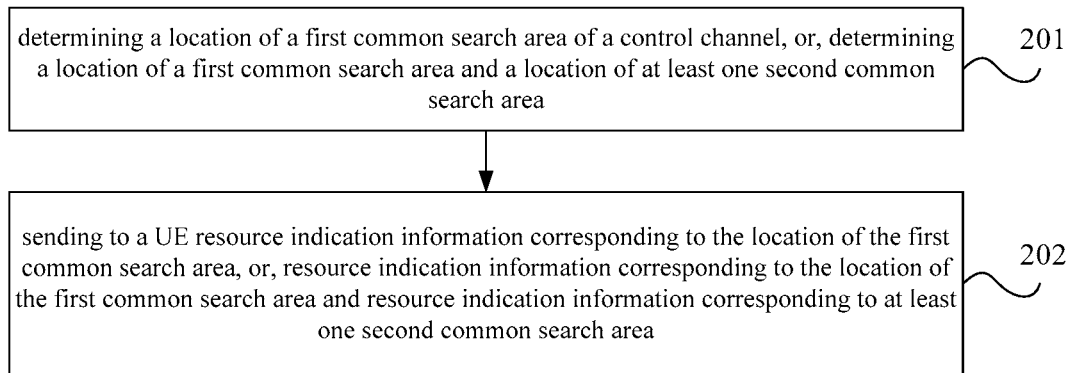 determining a location of a first common search area of a control channel, or, determining
a location of a first common search area and a location of at least one second common
search area
201
sending to a UE resource indication information corresponding to the location of the first
common search area, or, resource indication information corresponding to the location of
the first common search area and resource indication information corresponding to at least
one second common search area
202